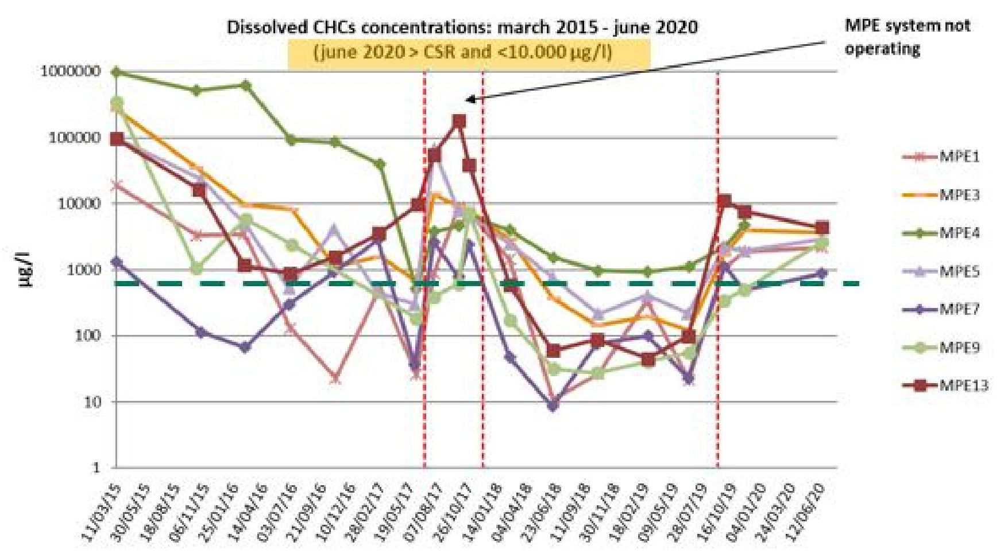 Dissolved CHCs concentrations: march 2015 - june 2020
(june 2020 > CSR and <10.000 µg/l)
MPE system not
operating
1000000
100000
10000
1000
100
10
1
µg/l
11/03/15
30/05/15
18/08/15
06/11/15
25/01/16
14/04/16
03/07/16
21/09/16
10/12/16
28/02/17
19/05/17
07/08/17
26/10/17
14/01/18
04/04/18
23/06/18
11/09/18
30/11/18
18/02/19
09/05/19
28/07/19
16/10/19
04/01/20
24/03/20
12/06/20
MPE1
MPE3
MPE4
MPE5
MPE7
MPE9
MPE13